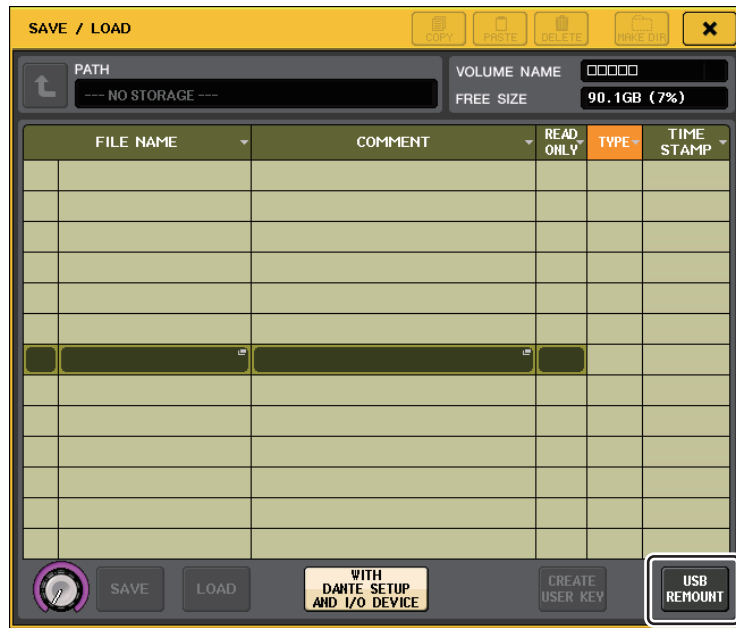 SAVE / LOAD
COPY
PASTE
DELETE
MAKE DIR
PATH
--- NO STORAGE ---
VOLUME NAME
□□□□□
FREE SIZE
90.1GB (7%)
FILE NAME
COMMENT
READ
ONLY
TYPE
TIME
STAMP
SAVE
LOAD
WITH
DANTE SETUP
AND I/O DEVICE
CREATE
USER KEY
USB
REMOUNT